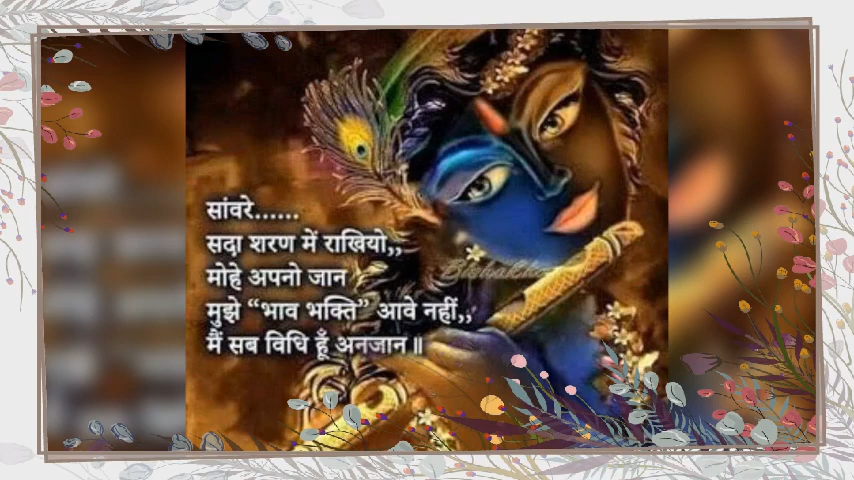 सांवरे......
सदा शरण में राखियो,,
मोहे अपनो जान
मुझे “भाव भक्ति” आवे नहीं,,
मैं सब विधि हूँ अनजान॥